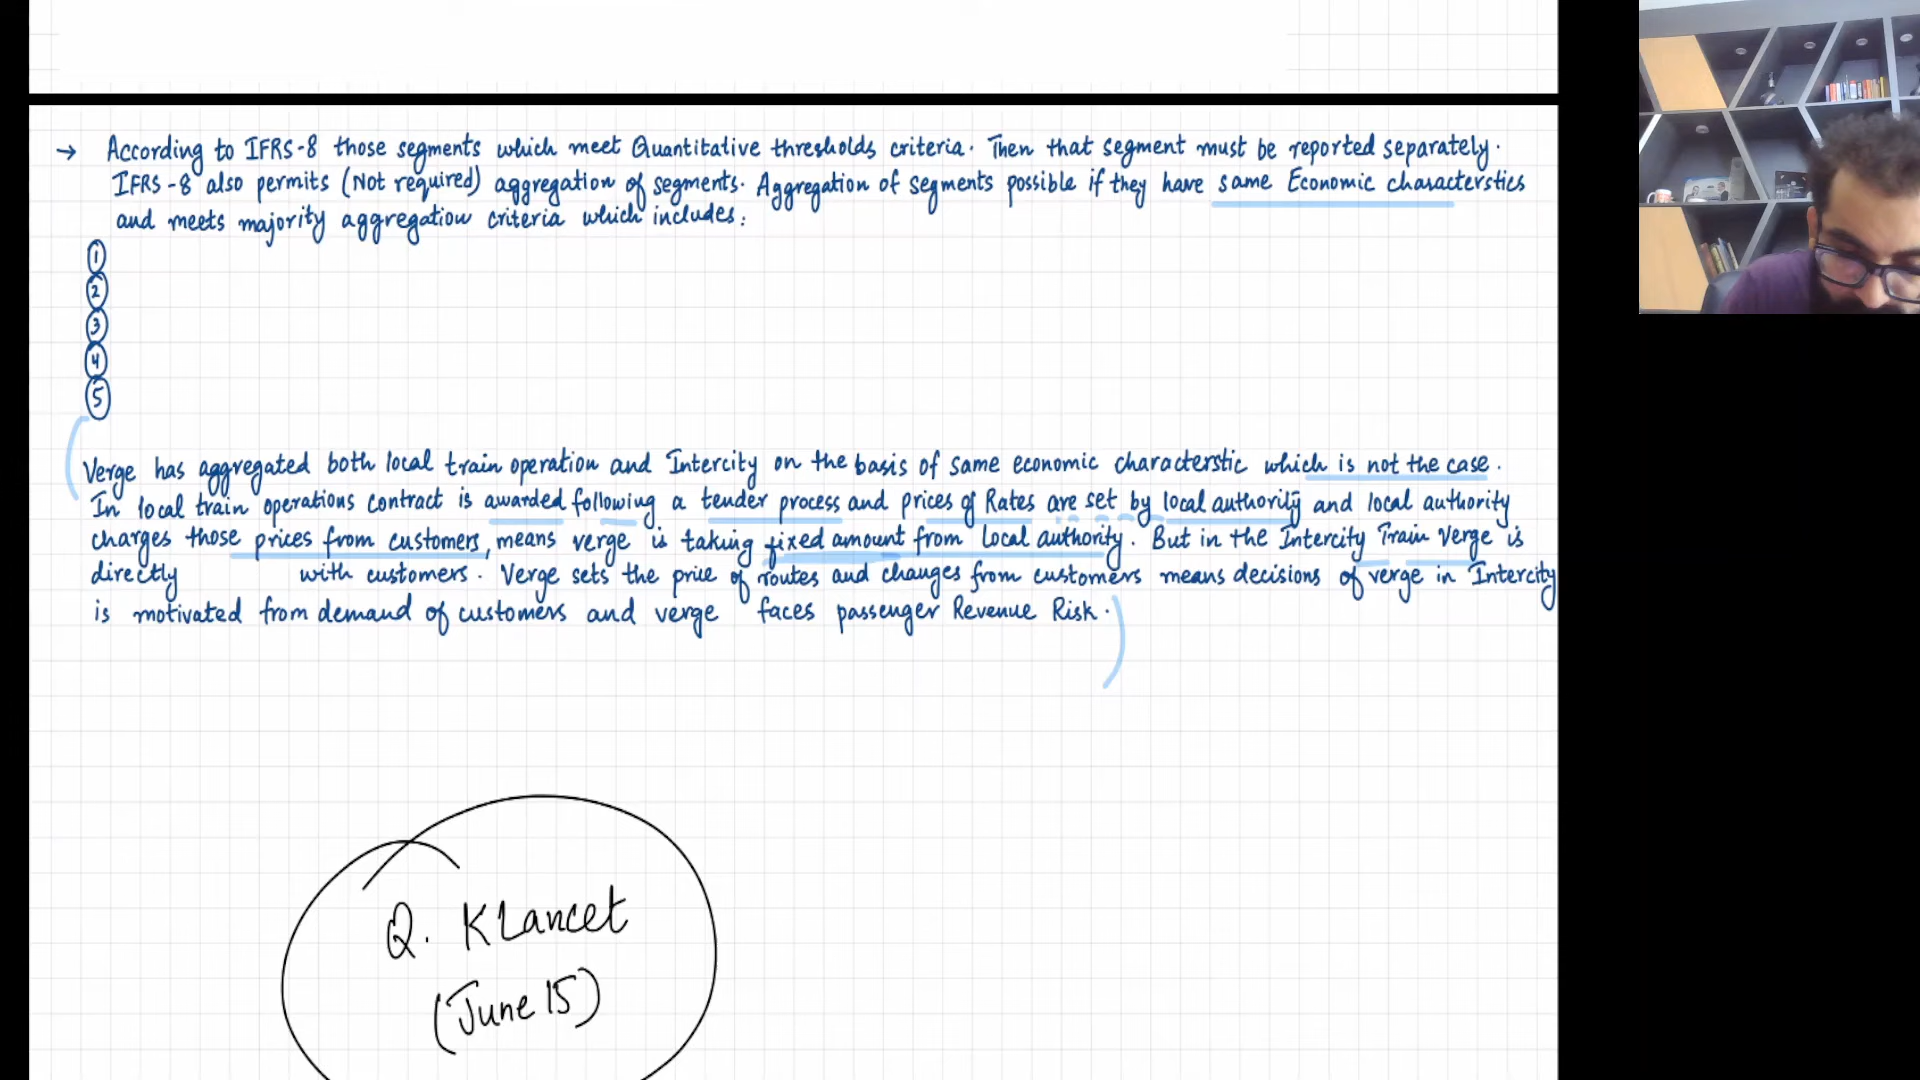 → According to IFRS-8 those segments which meet Quantitative thresholds criteria. Then that segment must be reported separately.
IFRS-8 also permits (Not required) aggregation of segments. Aggregation of segments possible if they have same Economic characterstics
and meets majority aggregation criteria which includes:
①
②
③
④
⑤
Verge has aggregated both local train operation and Intercity on the basis of same economic characterstic which is not the case.
In local train operations contract is awarded following a tender process and prices of Rates are set by local authority and local authority
charges those prices from customers, means verge is taking fixed amount from local authority. But in the Intercity Train Verge is
directly with customers. Verge sets the price of routes and changes from customers means decisions of verge in Intercity
is motivated from demand of customers and verge faces passenger Revenue Risk.
Q. KLancet
(June 15)